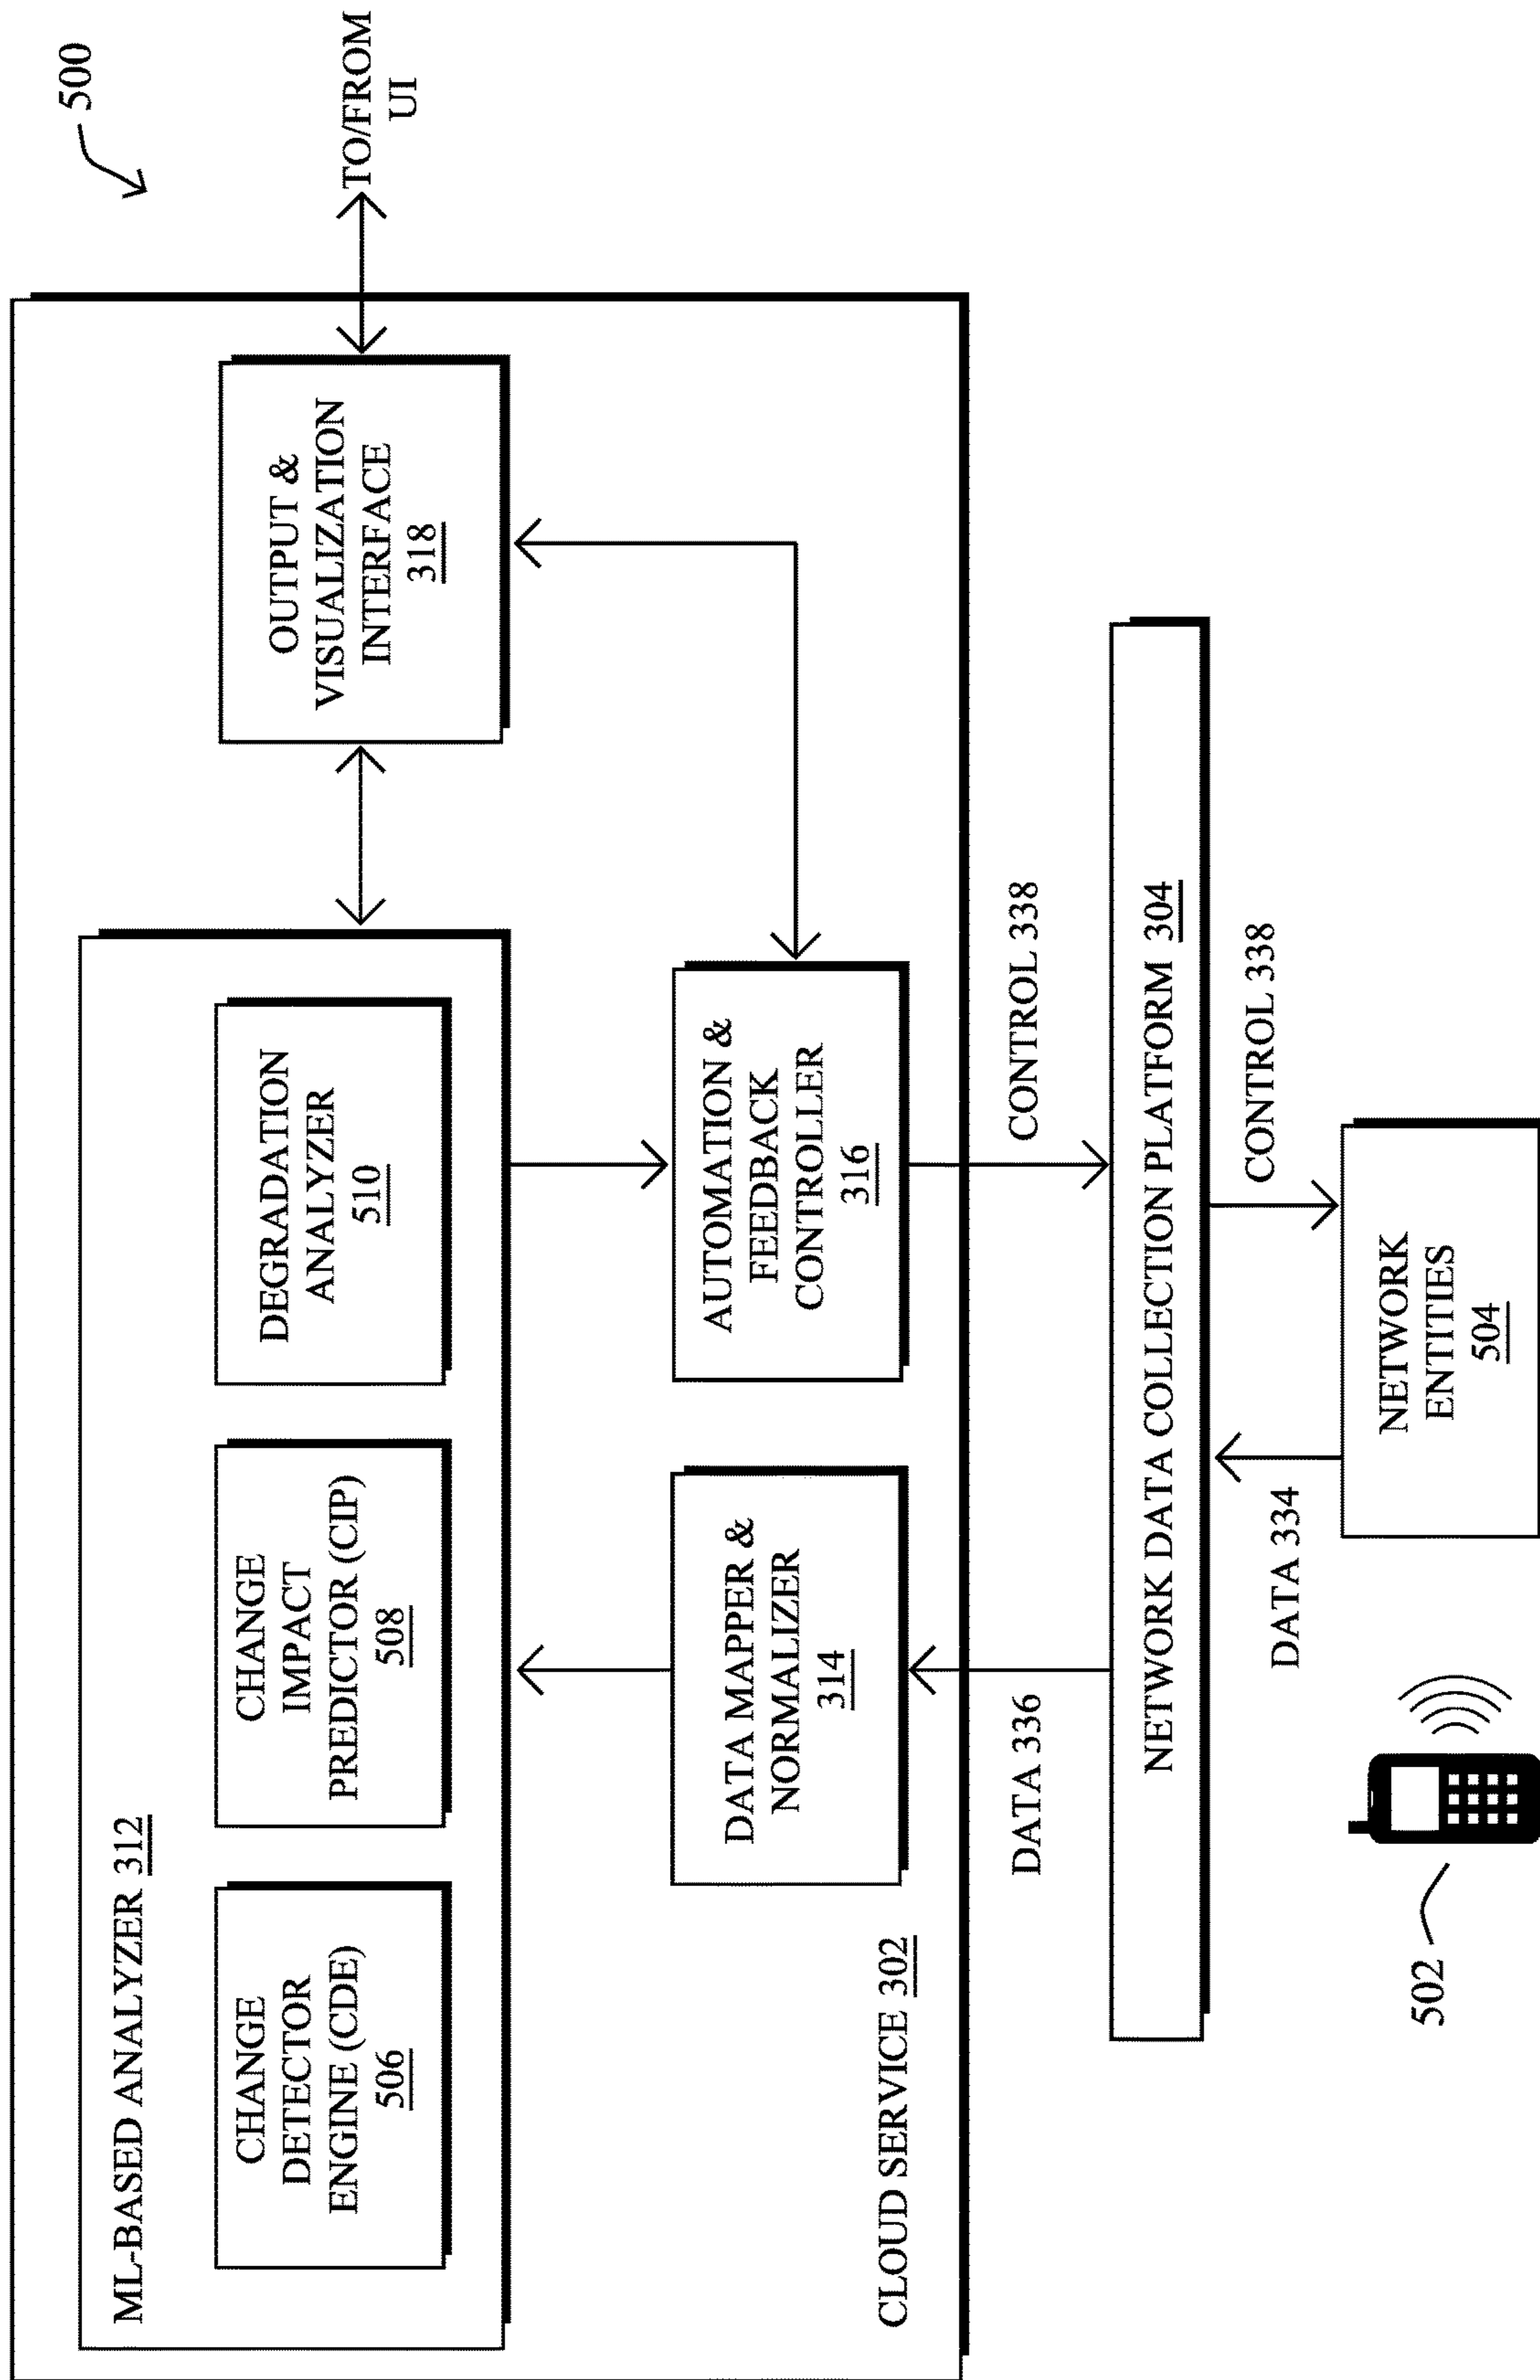 500
ML-BASED ANALYZER 312
CHANGE
DETECTOR
ENGINE (CDE)
506
CHANGE
IMPACT
PREDICTOR (CIP)
508
DEGRADATION
ANALYZER
510
OUTPUT &
VISUALIZATION
INTERFACE
318
TO/FROM
UI
DATA MAPPER &
NORMALIZER
314
AUTOMATION &
FEEDBACK
CONTROLLER
316
CLOUD SERVICE 302
DATA 336
CONTROL 338
NETWORK DATA COLLECTION PLATFORM 304
DATA 334
CONTROL 338
502
NETWORK
ENTITIES
504